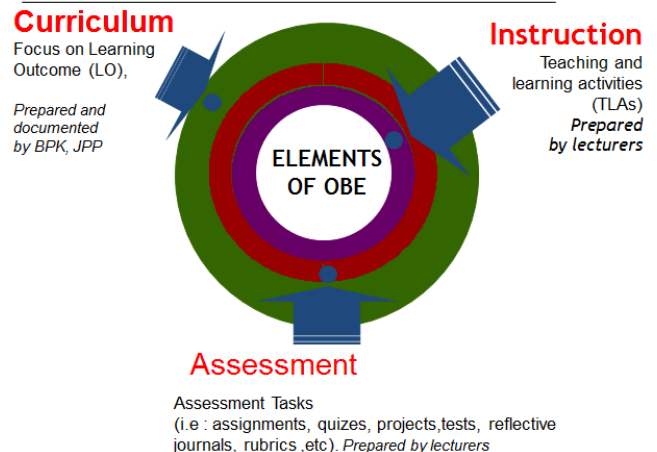 Curriculum
Focus on Learning
Outcome (LO),
Prepared and
documented
by BPK, JPP
Instruction
Teaching and
learning activities
(TLAs)
Prepared
by lecturers
ELEMENTS
OF OBE
Assessment
Assessment Tasks
(i.e : assignments, quizes, projects,tests, reflective
journals, rubrics ,etc). Prepared by lecturers